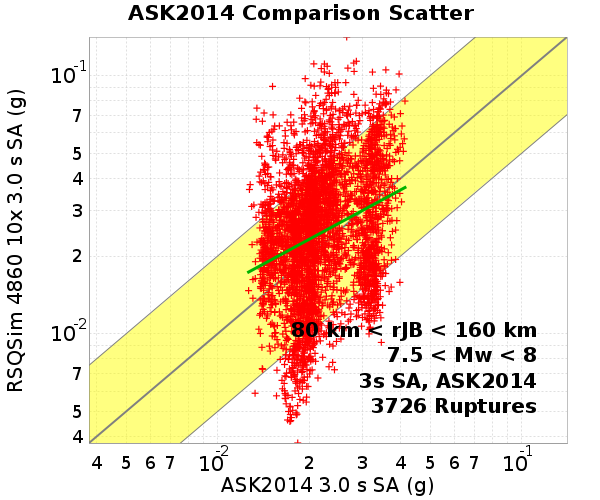 ASK2014 Comparison Scatter
RSQSim 4860 10x 3.0 s SA (g)
10^-1
7
5
4
3
2
10^-2
7
5
4
80 km < rJB < 160 km
7.5 < Mw < 8
3s SA, ASK2014
3726 Ruptures
4 5 6 7 10^-2 2 3 4 5 6 7 10^-1
ASK2014 3.0 s SA (g)